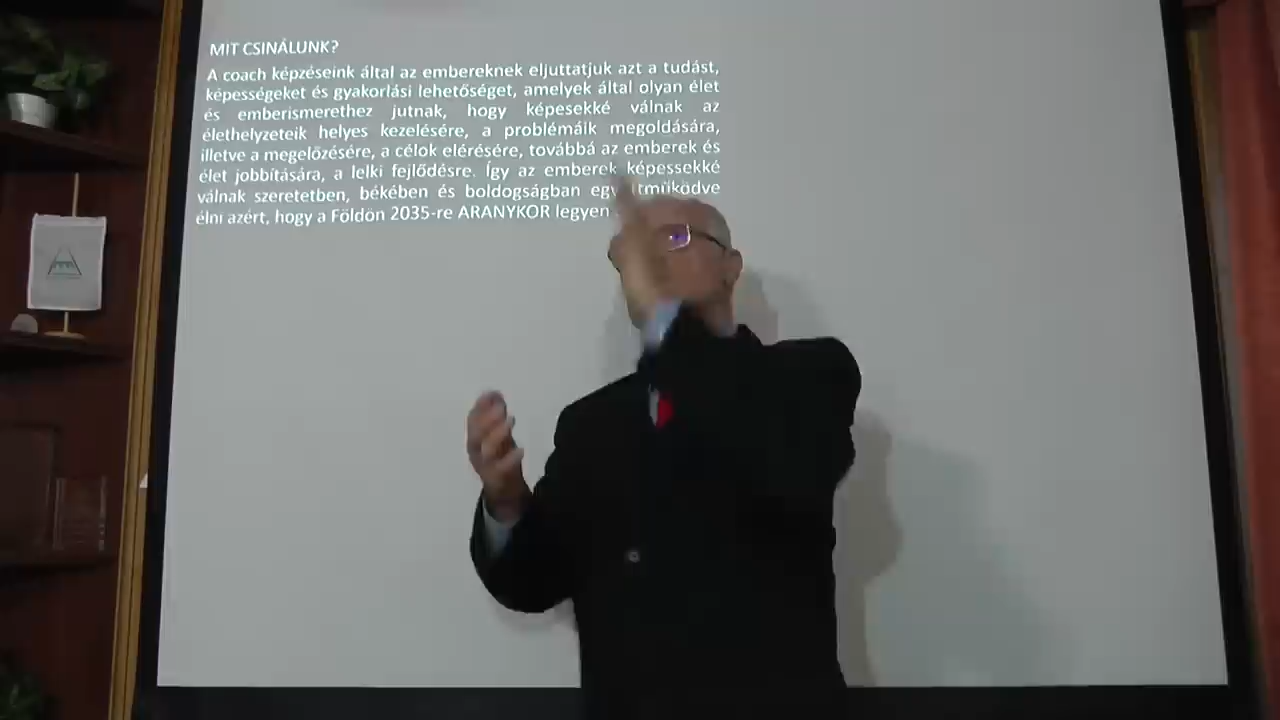 MIT CSINÁLUNK?
A coach képzéseink által az embereknek eljuttatjuk azt a tudást,
képességeket és gyakorlási lehetőséget, amelyek által olyan élet
és emberismerethez jutnak, hogy képesekké válnak az
élethelyzeteik helyes kezelésére, a problémáik megoldására,
illetve a megelőzésére, a célok elérésére, továbbá az emberek és
élet jobbítására, a lelki fejlődésre. Így az emberek képessekké
válnak szeretetben, békében és boldogságban együttműködve
élni azért, hogy a Földön 2035-re ARANYKOR legyen